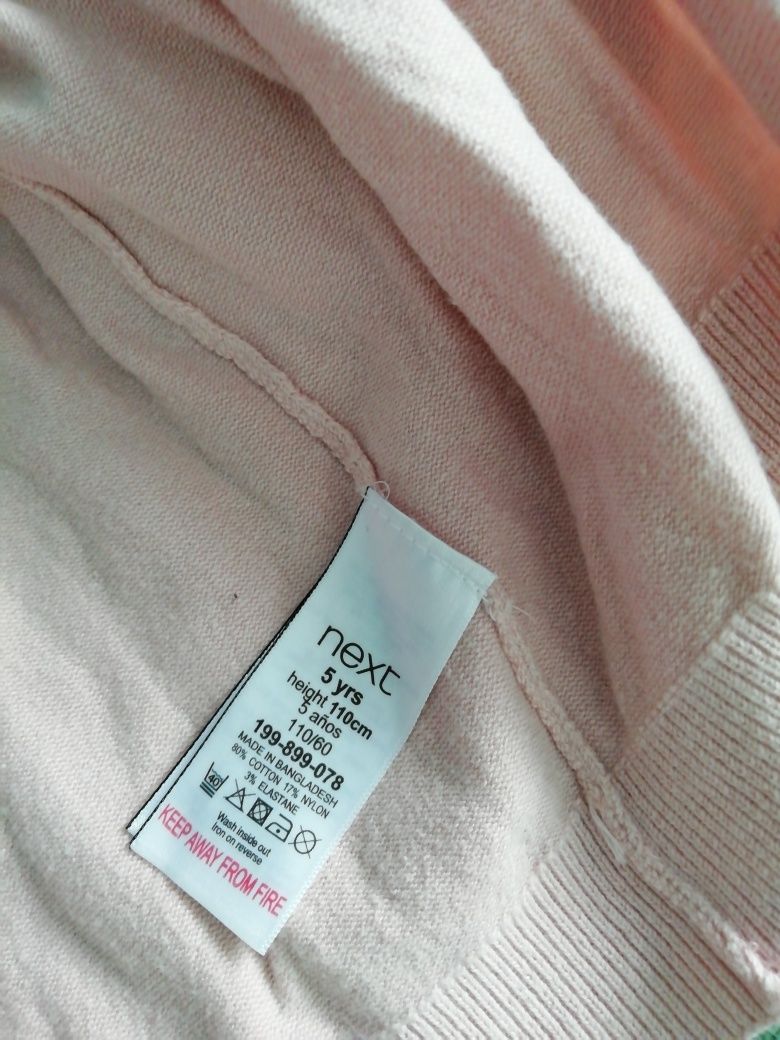 next
5 yrs
height 110cm
5 años
110/60
199-899-078
MADE IN BANGLADESH
80% COTTON 17% NYLON
3% ELASTANE
40
Wash inside out
Iron on reverse
KEEP AWAY FROM FIRE